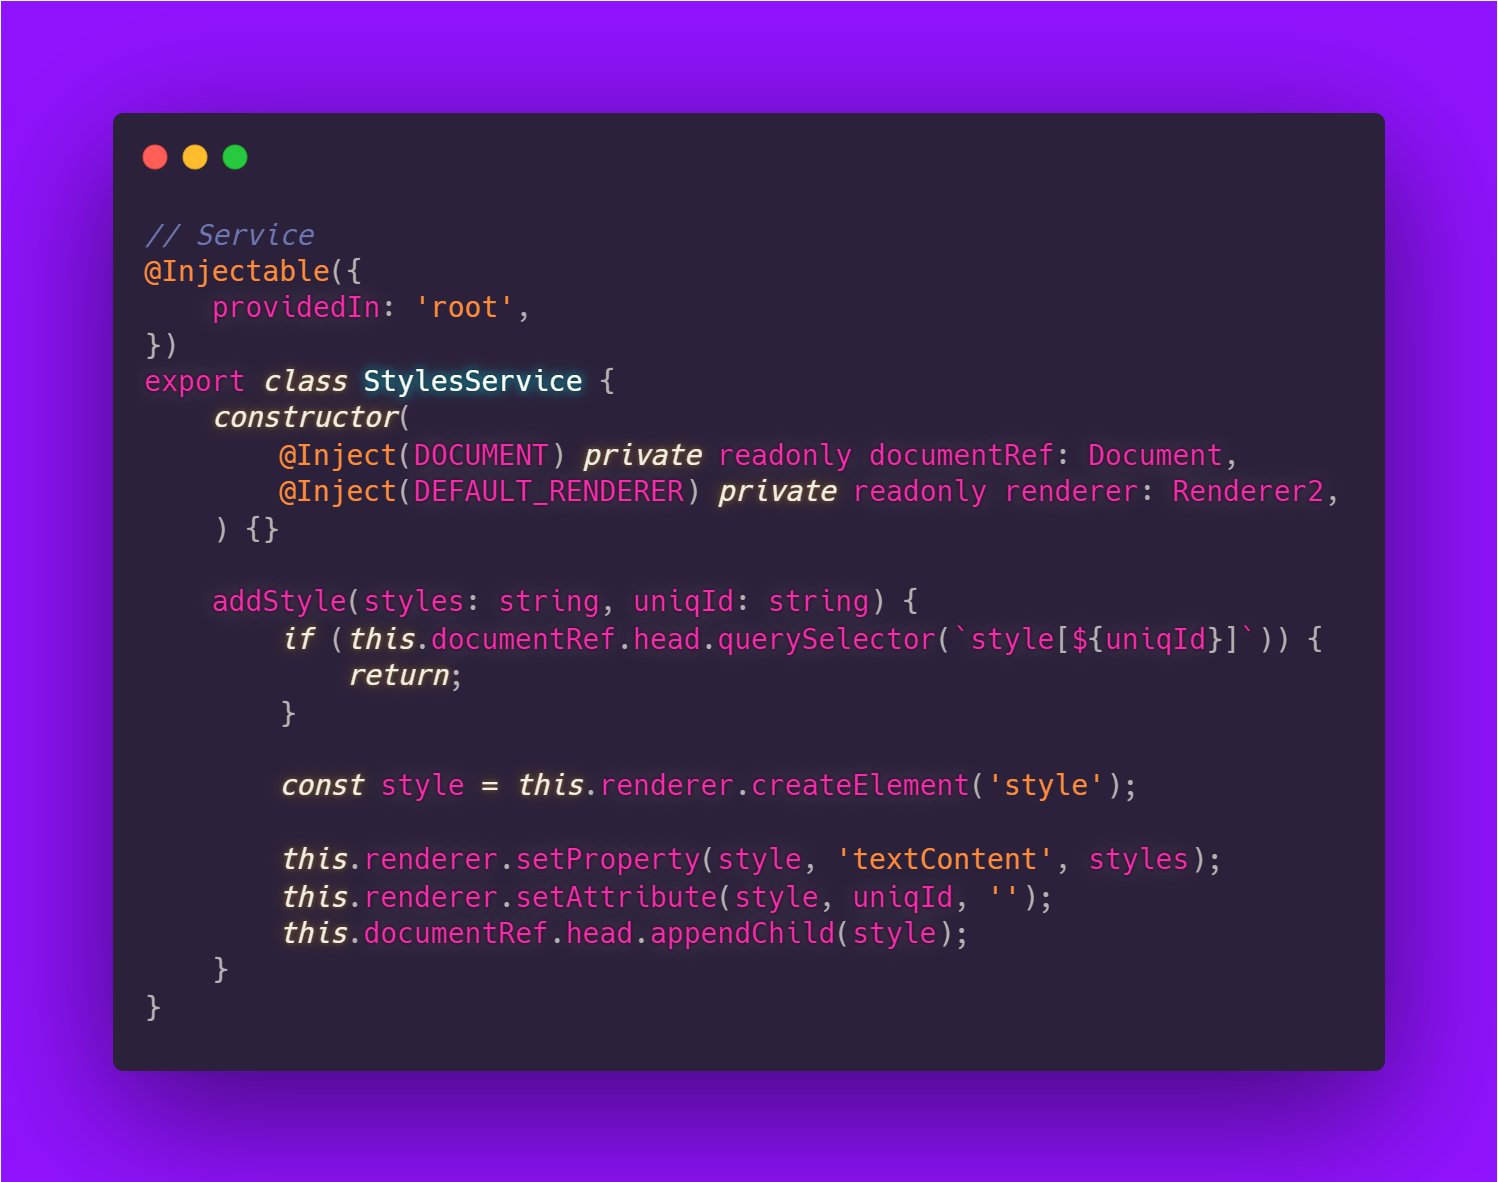 // Service
@Injectable({
    providedIn: 'root',
})
export class StylesService {
    constructor(
        @Inject(DOCUMENT) private readonly documentRef: Document,
        @Inject(DEFAULT_RENDERER) private readonly renderer: Renderer2,
    ) {}

    addStyle(styles: string, uniqId: string) {
        if (this.documentRef.head.querySelector(`style[${uniqId}]`)) {
            return;
        }

        const style = this.renderer.createElement('style');

        this.renderer.setProperty(style, 'textContent', styles);
        this.renderer.setAttribute(style, uniqId, '');
        this.documentRef.head.appendChild(style);
    }
}